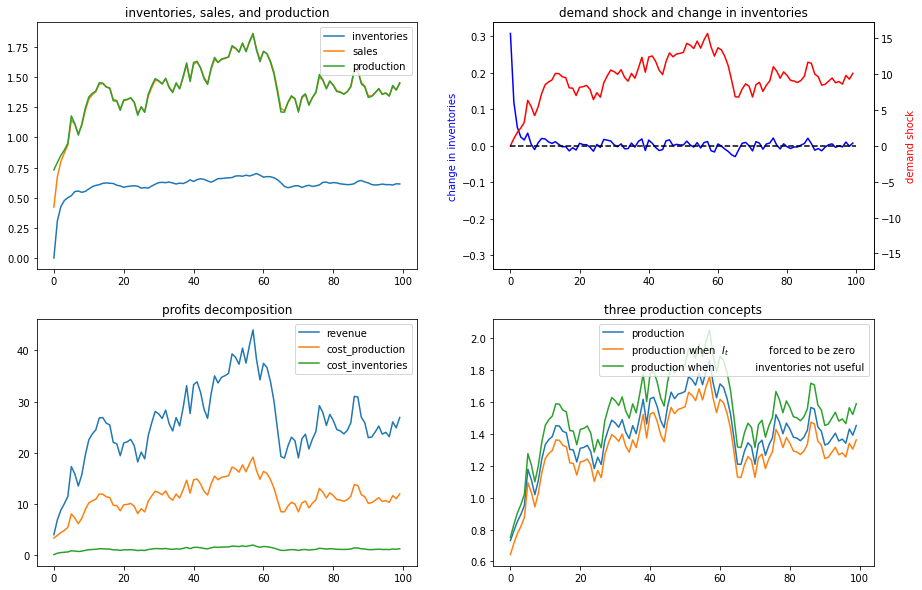 inventories, sales, and production
inventories
sales
production
1.75
1.50
1.25
1.00
0.75
0.50
0.25
0.00
0 20 40 60 80 100
demand shock and change in inventories
change in inventories
0.3
0.2
0.1
0.0
−0.1
−0.2
−0.3
15
10
5
0
−5
−10
−15
demand shock
0 20 40 60 80 100
profits decomposition
revenue
cost_production
cost_inventories
40
30
20
10
0
0 20 40 60 80 100
three production concepts
production
production when I_t forced to be zero
production when inventories not useful
2.0
1.8
1.6
1.4
1.2
1.0
0.8
0.6
0 20 40 60 80 100